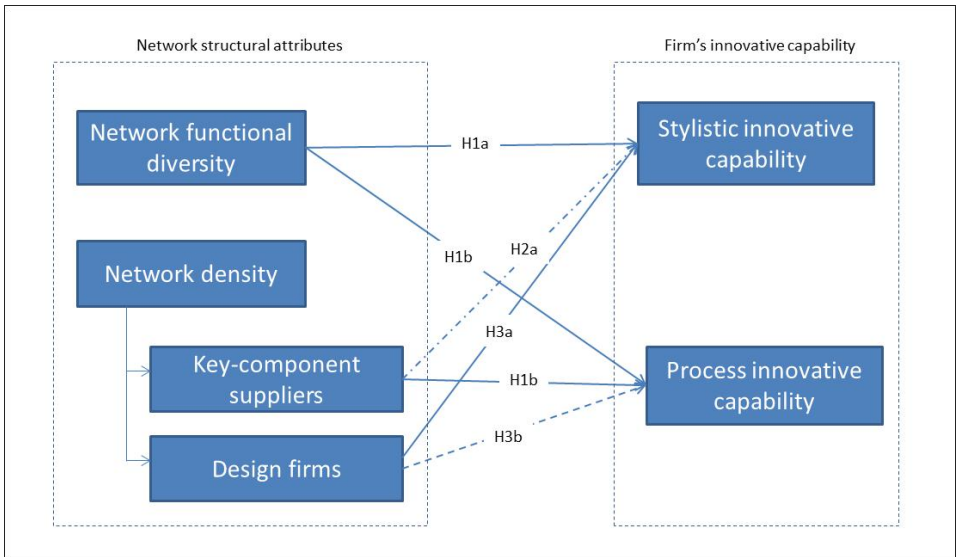 Network structural attributes
Firm's innovative capability
Network functional
diversity
H1a
Stylistic innovative
capability
H1b
H2a
Network density
H3a
Key-component
suppliers
H1b
Process innovative
capability
H3b
Design firms